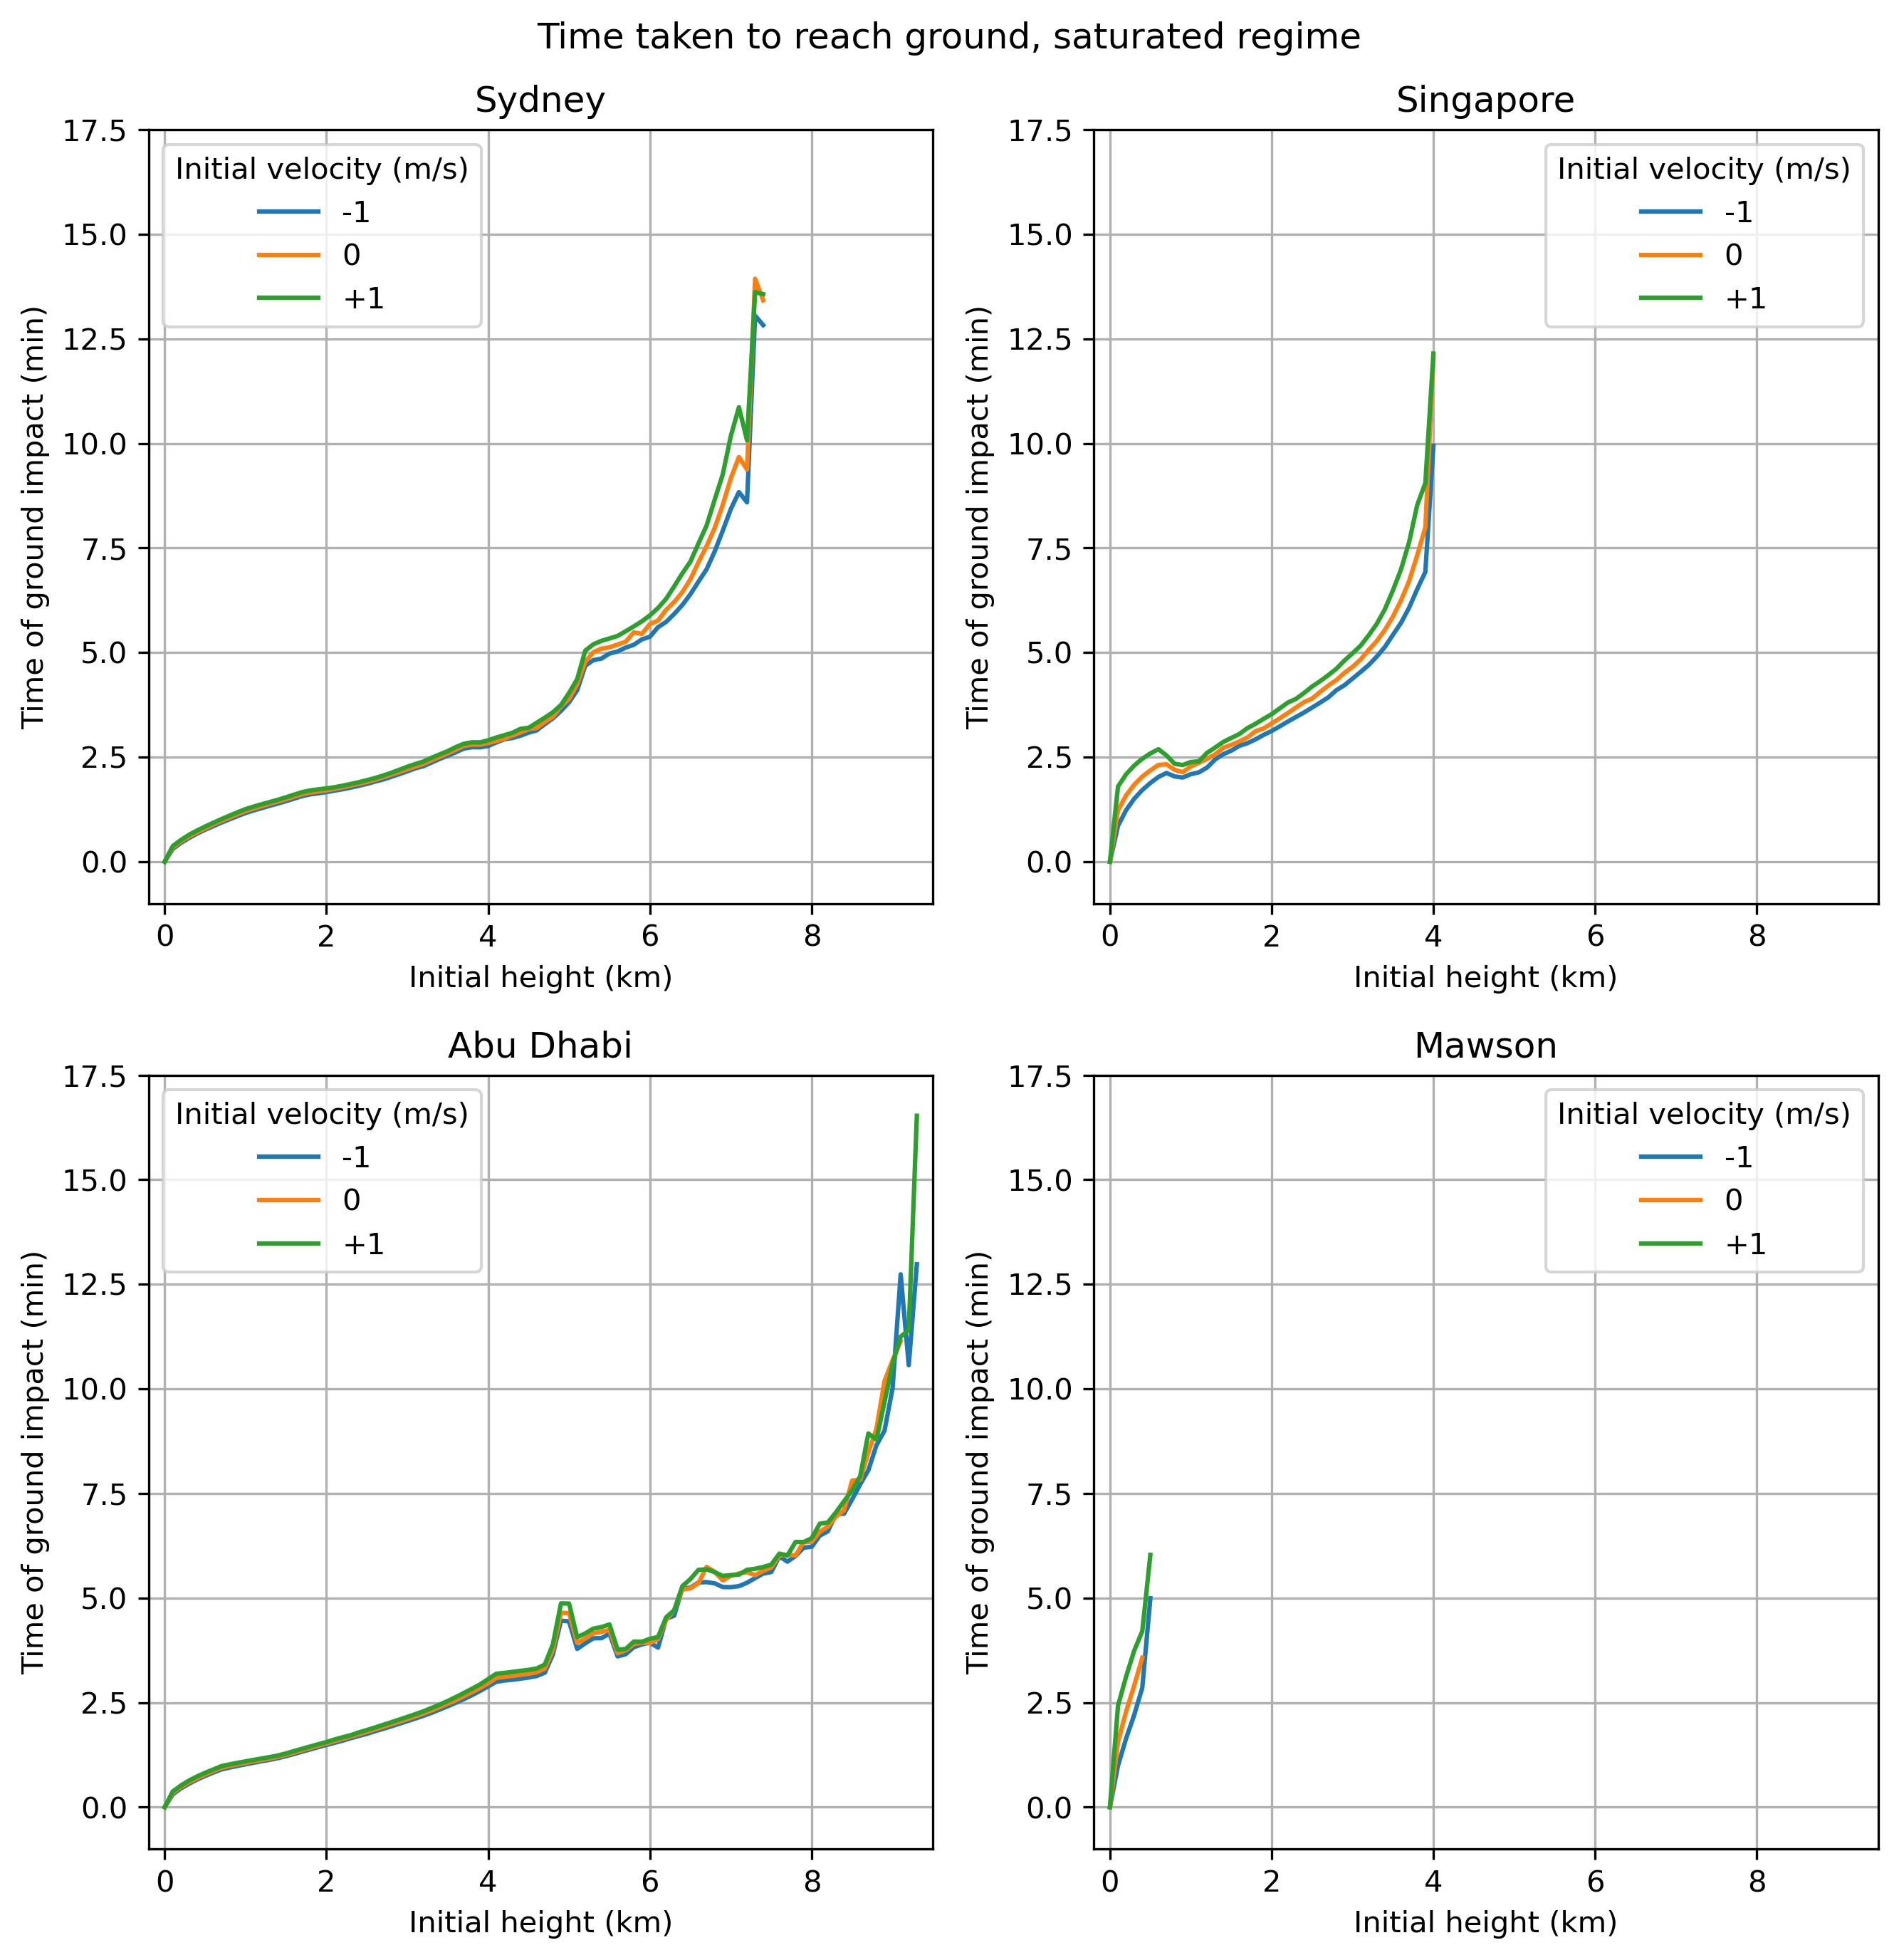 Time taken to reach ground, saturated regime
Sydney
17.5
15.0
12.5
10.0
7.5
5.0
2.5
0.0
Time of ground impact (min)
Initial velocity (m/s)
-1
0
+1
0 2 4 6 8
Initial height (km)
Singapore
17.5
15.0
12.5
10.0
7.5
5.0
2.5
0.0
Time of ground impact (min)
Initial velocity (m/s)
-1
0
+1
0 2 4 6 8
Initial height (km)
Abu Dhabi
17.5
15.0
12.5
10.0
7.5
5.0
2.5
0.0
Time of ground impact (min)
Initial velocity (m/s)
-1
0
+1
0 2 4 6 8
Initial height (km)
Mawson
17.5
15.0
12.5
10.0
7.5
5.0
2.5
0.0
Time of ground impact (min)
Initial velocity (m/s)
-1
0
+1
0 2 4 6 8
Initial height (km)